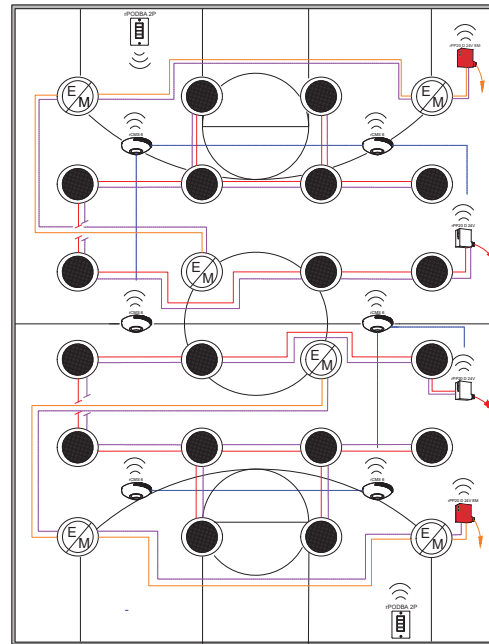 rPODBA 2P
rPP20 D 24V EM
E/M
E/M
rCMS 6
rCMS 6
rPP20 D 24V
E/M
rCMS 6
rCMS 6
E/M
rPP20 D 24V
rCMS 6
rCMS 6
rPP20 D 24V EM
E/M
E/M
rPODBA 2P